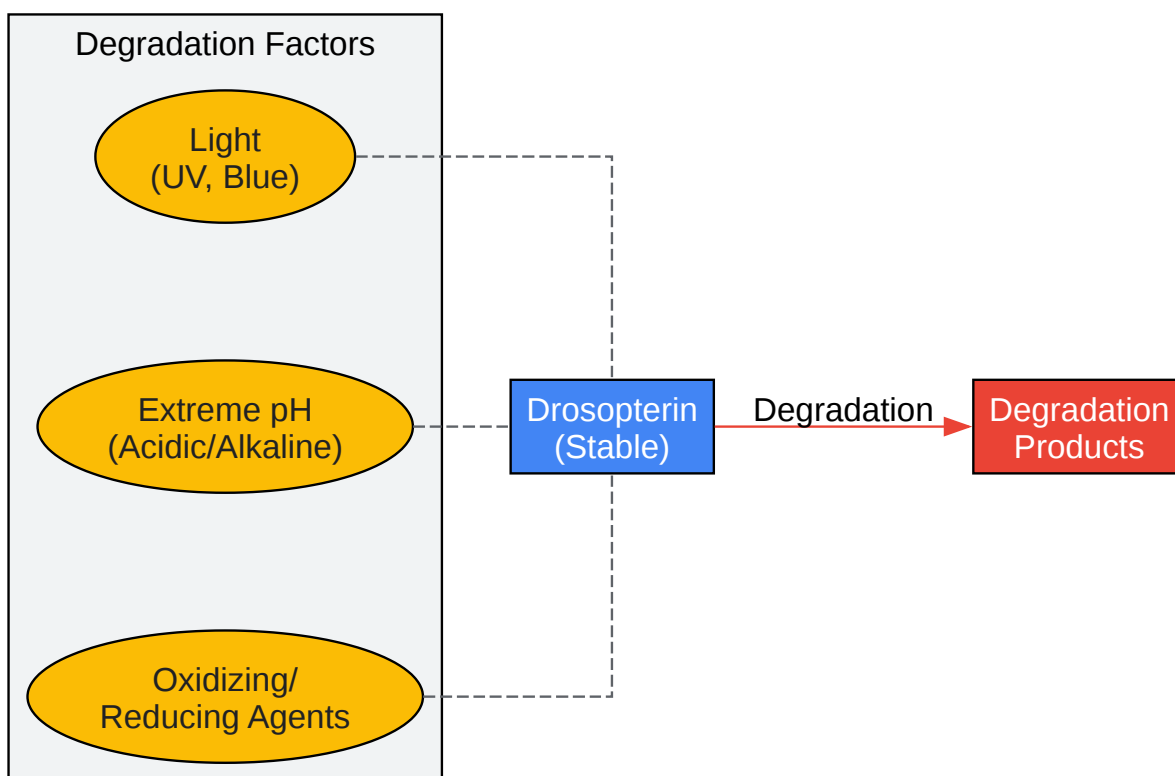 Degradation Factors
Light
(UV, Blue)
Extreme pH
(Acidic/Alkaline)
Oxidizing/
Reducing Agents
Drosopterin
(Stable)
Degradation
Degradation
Products